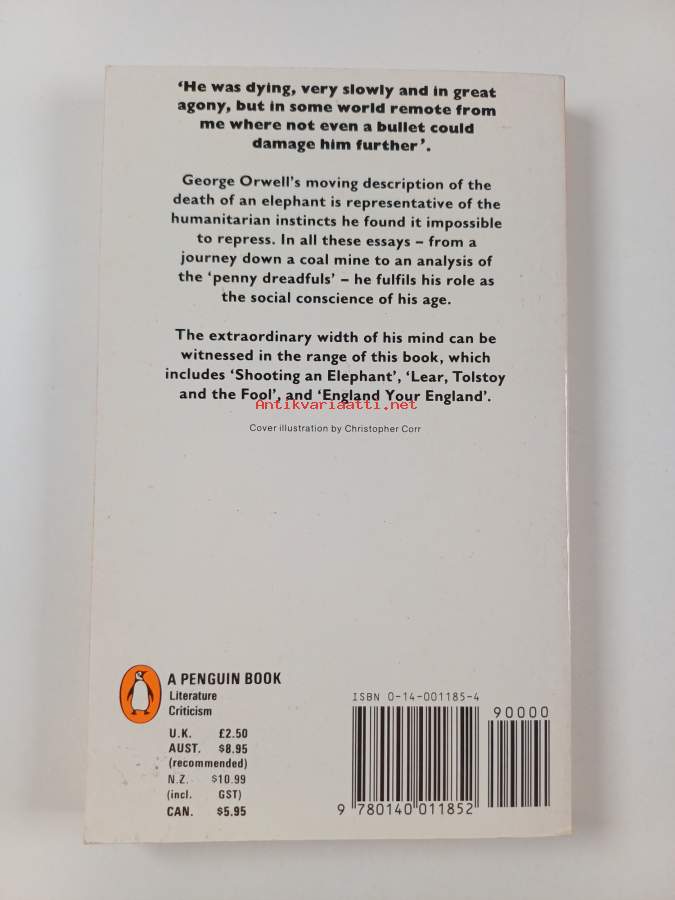 ‘He was dying, very slowly and in great
agony, but in some world remote from
me where not even a bullet could
damage him further’.
George Orwell’s moving description of the
death of an elephant is representative of the
humanitarian instincts he found it impossible
to repress. In all these essays – from a
journey down a coal mine to an analysis of
the ‘penny dreadfuls’ – he fulfils his role as
the social conscience of his age.
The extraordinary width of his mind can be
witnessed in the range of this book, which
includes ‘Shooting an Elephant’, ‘Lear, Tolstoy
and the Fool’, and ‘England Your England’.
Antikvariaatti.net
Cover illustration by Christopher Corr
A PENGUIN BOOK
Literature
Criticism
U.K. £2.50
AUST. $8.95
(recommended)
N.Z. $10.99
(incl. GST)
CAN. $5.95
ISBN 0-14-001185-4
90000
9 780140 011852